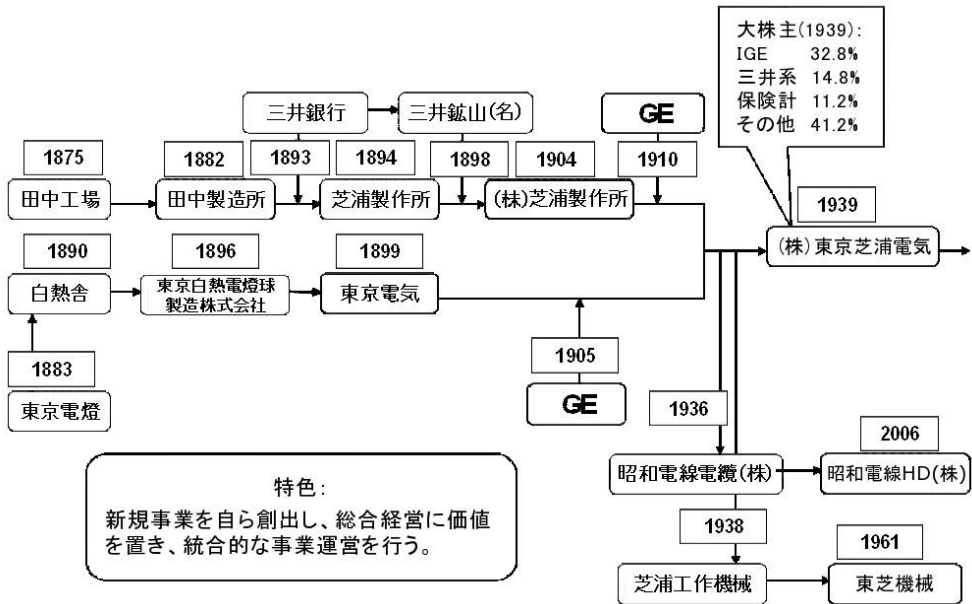 大株主(1939):
IGE 32.8%
三井系 14.8%
保険計 11.2%
その他 41.2%
三井銀行
三井鉱山(名)
GE
1875
1882
1893
1894
1898
1904
1910
1939
田中工場
田中製造所
芝浦製作所
(株)芝浦製作所
(株)東京芝浦電気
1890
1896
1899
白熱舎
東京白熱電燈球
製造株式会社
東京電気
1883
東京電燈
1905
GE
1936
2006
昭和電線電纜(株)
昭和電線HD(株)
特色:
新規事業を自ら創出し、総合経営に価値
を置き、統合的な事業運営を行う。
1938
1961
芝浦工作機械
東芝機械